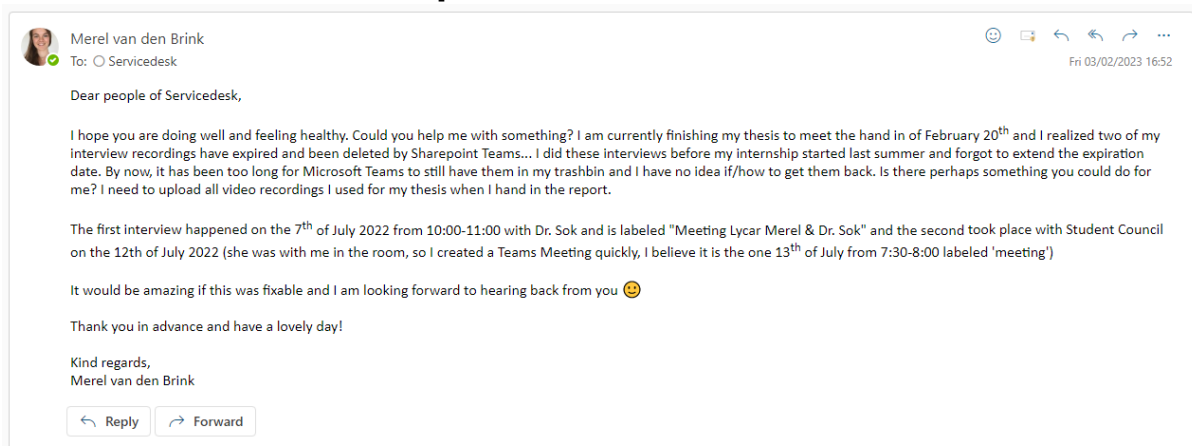 Merel van den Brink
To: Servicedesk
Fri 03/02/2023 16:52
Dear people of Servicedesk,
I hope you are doing well and feeling healthy. Could you help me with something? I am currently finishing my thesis to meet the hand in of February 20th and I realized two of my
interview recordings have expired and been deleted by Sharepoint Teams... I did these interviews before my internship started last summer and forgot to extend the expiration
date. By now, it has been too long for Microsoft Teams to still have them in my trashbin and I have no idea if/how to get them back. Is there perhaps something you could do for
me? I need to upload all video recordings I used for my thesis when I hand in the report.
The first interview happened on the 7th of July 2022 from 10:00-11:00 with Dr. Sok and is labeled "Meeting Lycar Merel & Dr. Sok" and the second took place with Student Council
on the 12th of July 2022 (she was with me in the room, so I created a Teams Meeting quickly, I believe it is the one 13th of July from 7:30-8:00 labeled 'meeting')
It would be amazing if this was fixable and I am looking forward to hearing back from you 🙂
Thank you in advance and have a lovely day!
Kind regards,
Merel van den Brink
Reply Forward